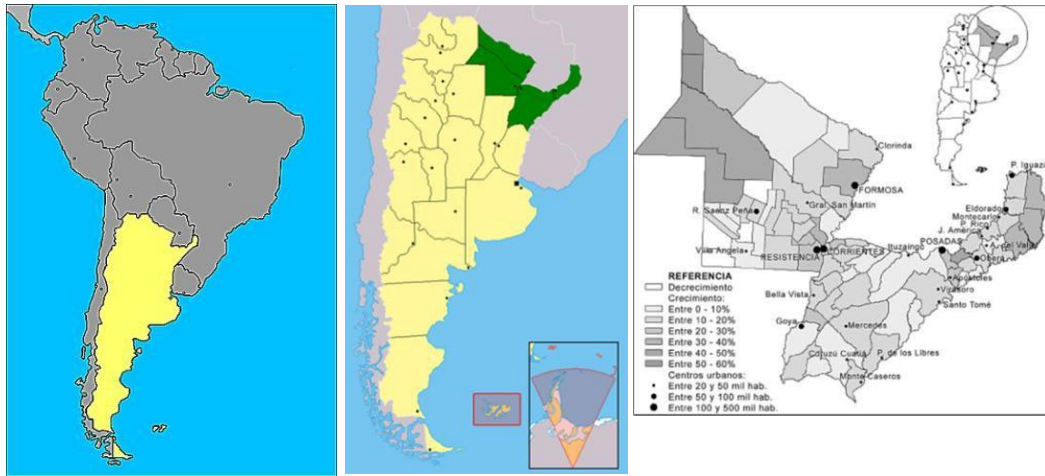 Clorinda
P. Iguazú
FORMOSA
Eldorado
Montecarlo
P. Rico
J. América
Gral. San Martín
R. Saenz Peña
A. del Valle
Ituzaingó
POSADAS
Oberá
Villa Angela
RESISTENCIA
CORRIENTES
Apóstoles
Virasoro
Santo Tomé
Bella Vista
Goya
Mercedes
Curuzú Cuatiá
P. de los Libres
Monte Caseros
REFERENCIA
Decrecimiento
Crecimiento:
Entre 0 - 10%
Entre 10 - 20%
Entre 20 - 30%
Entre 30 - 40%
Entre 40 - 50%
Entre 50 - 60%
Centros urbanos:
Entre 20 y 50 mil hab.
Entre 50 y 100 mil hab.
Entre 100 y 500 mil hab.